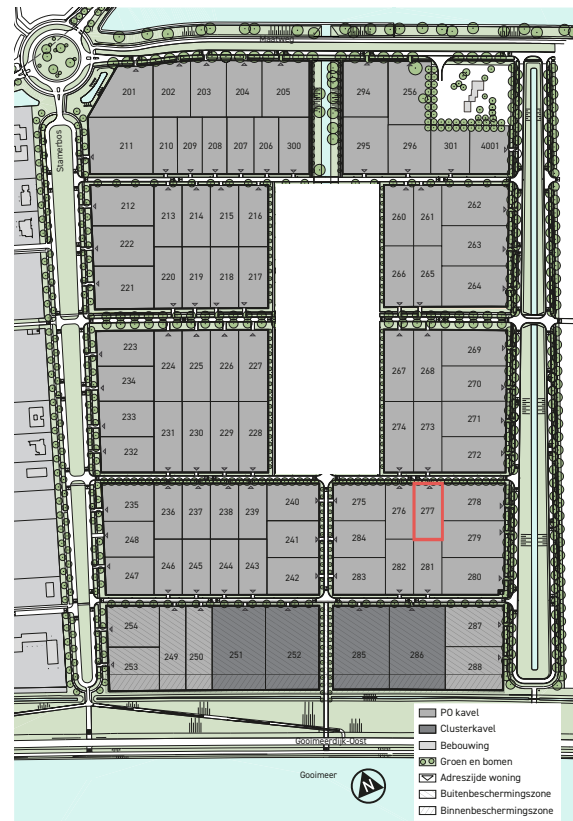 Maatweg
Stamerbos
201 202 203 204 205 294 256
211 210 209 208 207 206 300 295 296 301 4001
212 213 214 215 216 260 261 262
222 263
221 220 219 218 217 266 265 264
223 224 225 226 227 267 268 269
234 270
233 271
232 231 230 229 228 274 273 272
235 236 237 238 239 240 275 276 277 278
248 241 284 279
247 246 245 244 243 242 283 282 281 280
254 287
253 249 250 251 252 285 286 288
Gooimeerdijk-Oost
Gooimeer
N
PO kavel
Clusterkavel
Bebouwing
Groen en bomen
Adreszijde woning
Buitenbeschermingszone
Binnenbeschermingszone